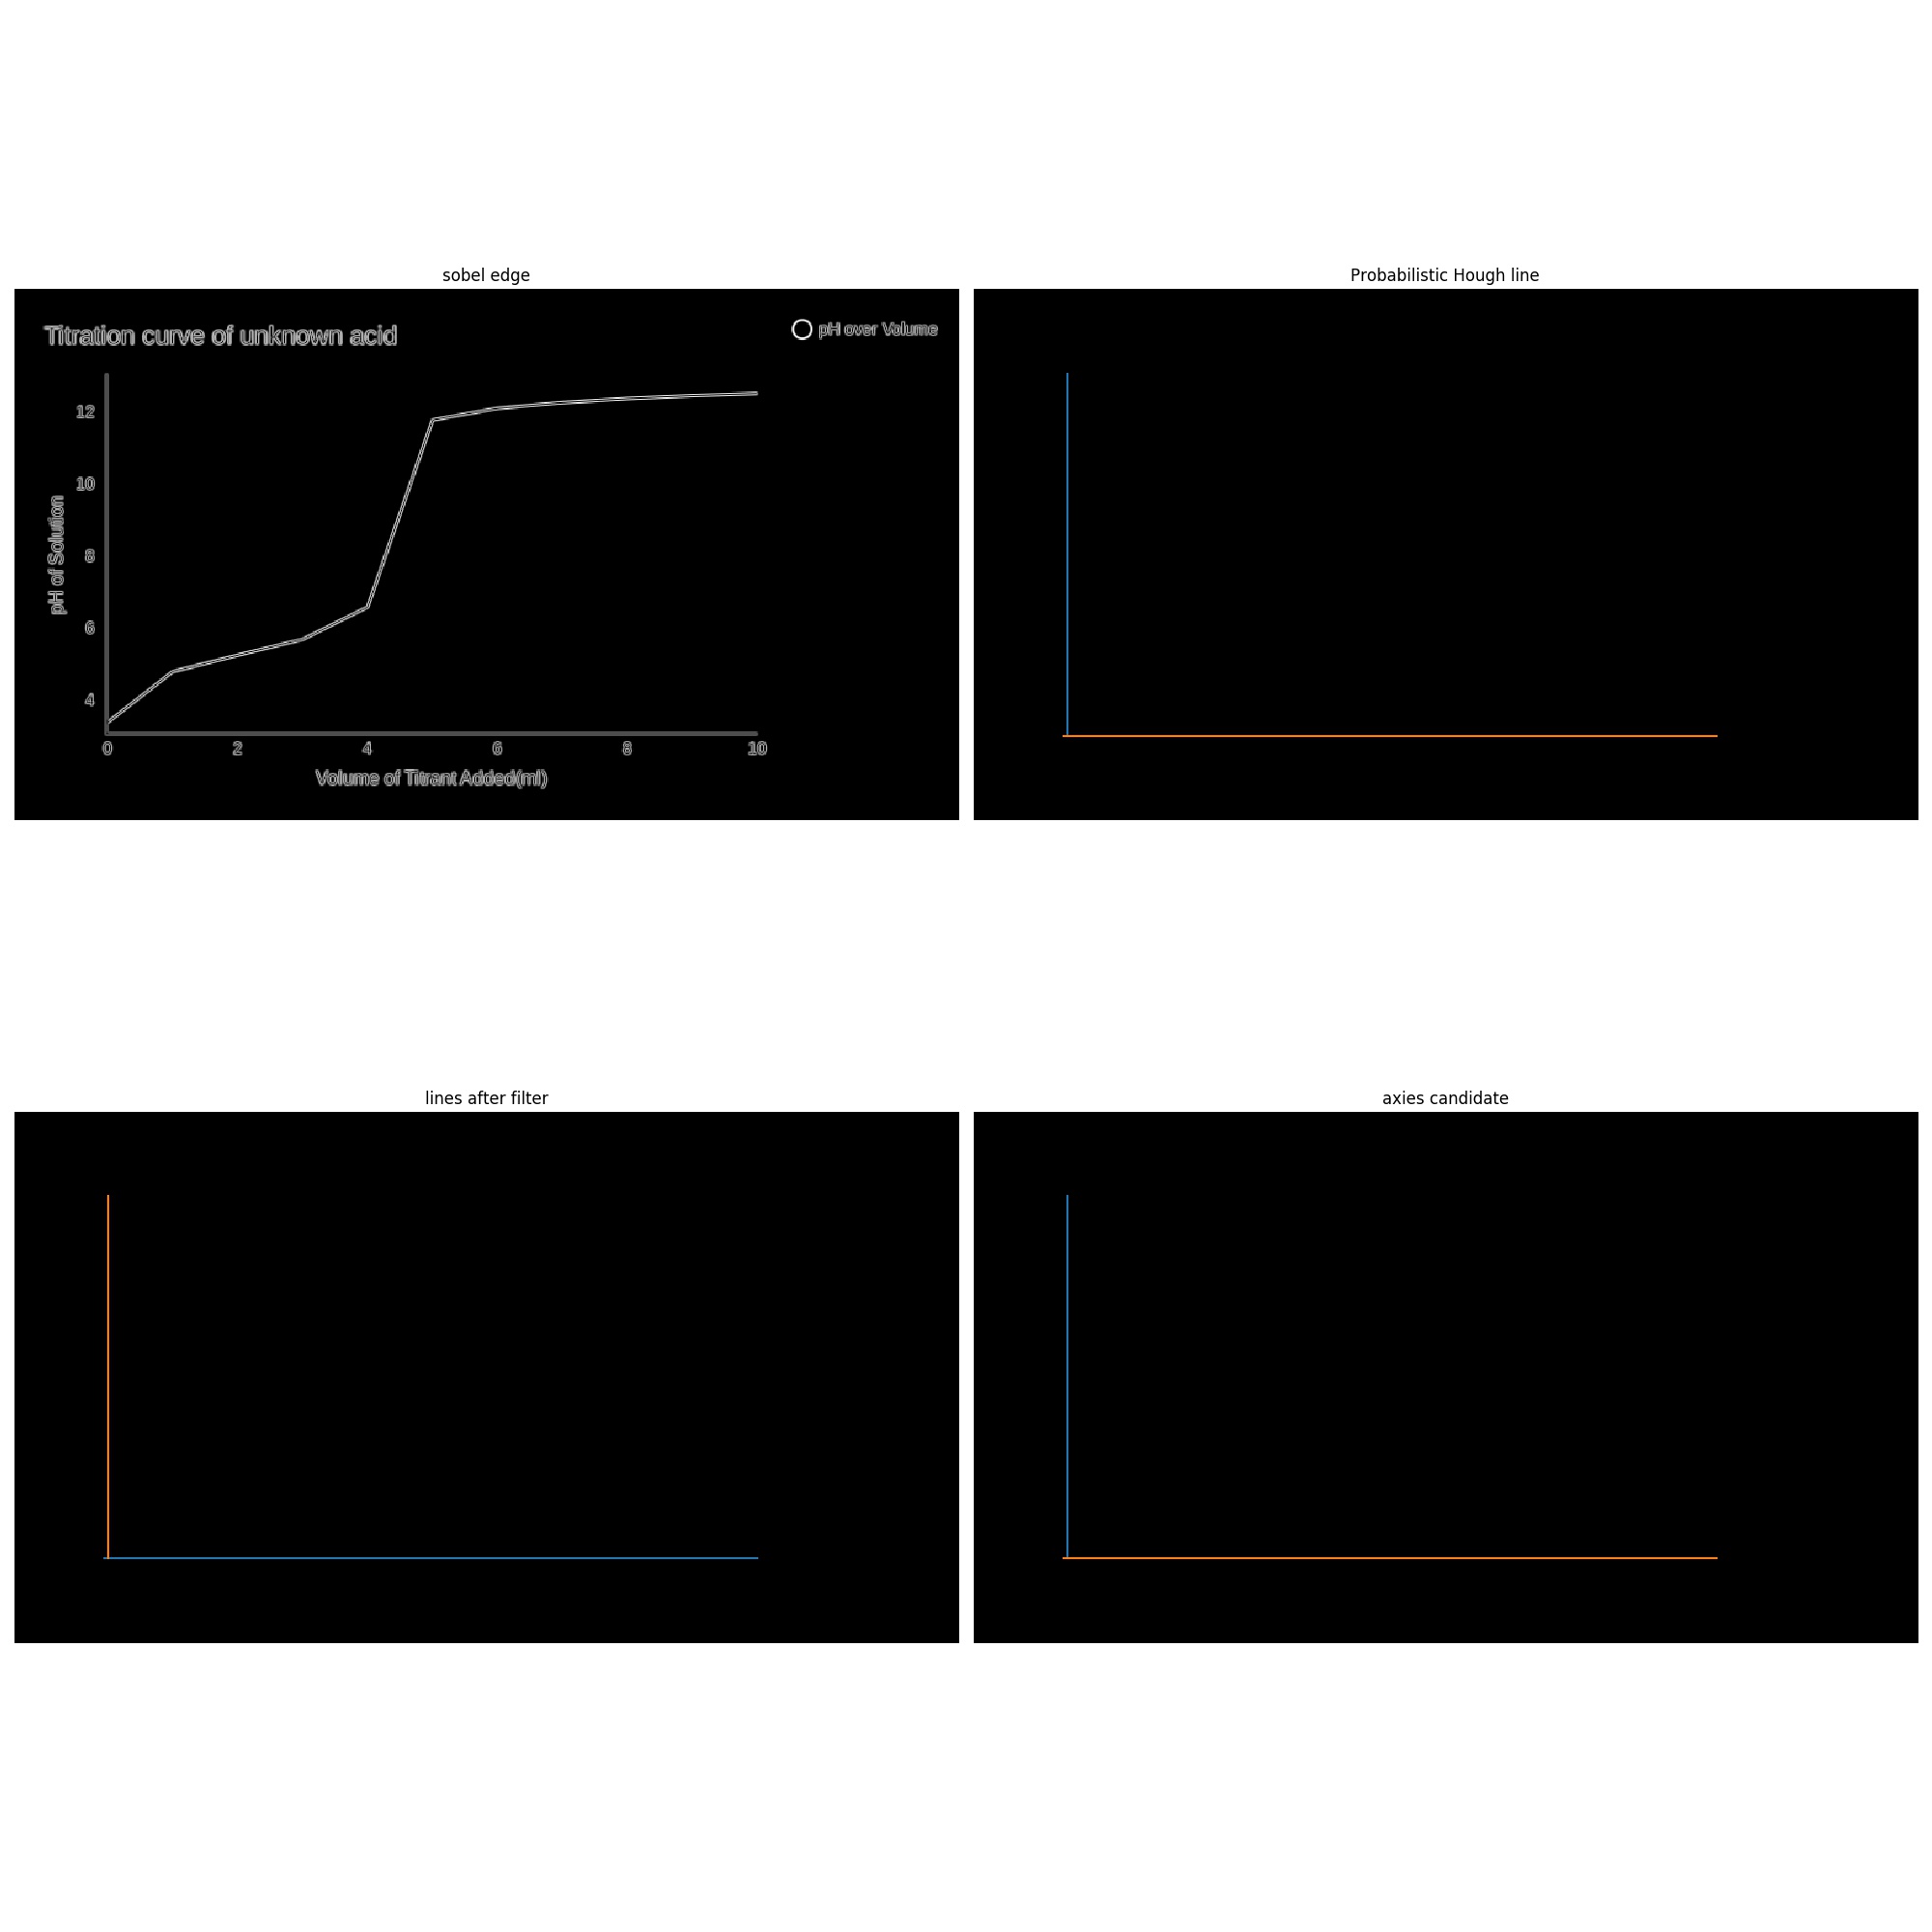 sobel edge
Probabilistic Hough line
Titration curve of unknown acid
pH over Volume
12
10
8
6
4
pH of Solution
0 2 4 6 8 10
Volume of Titrant Added(ml)
lines after filter
axies candidate